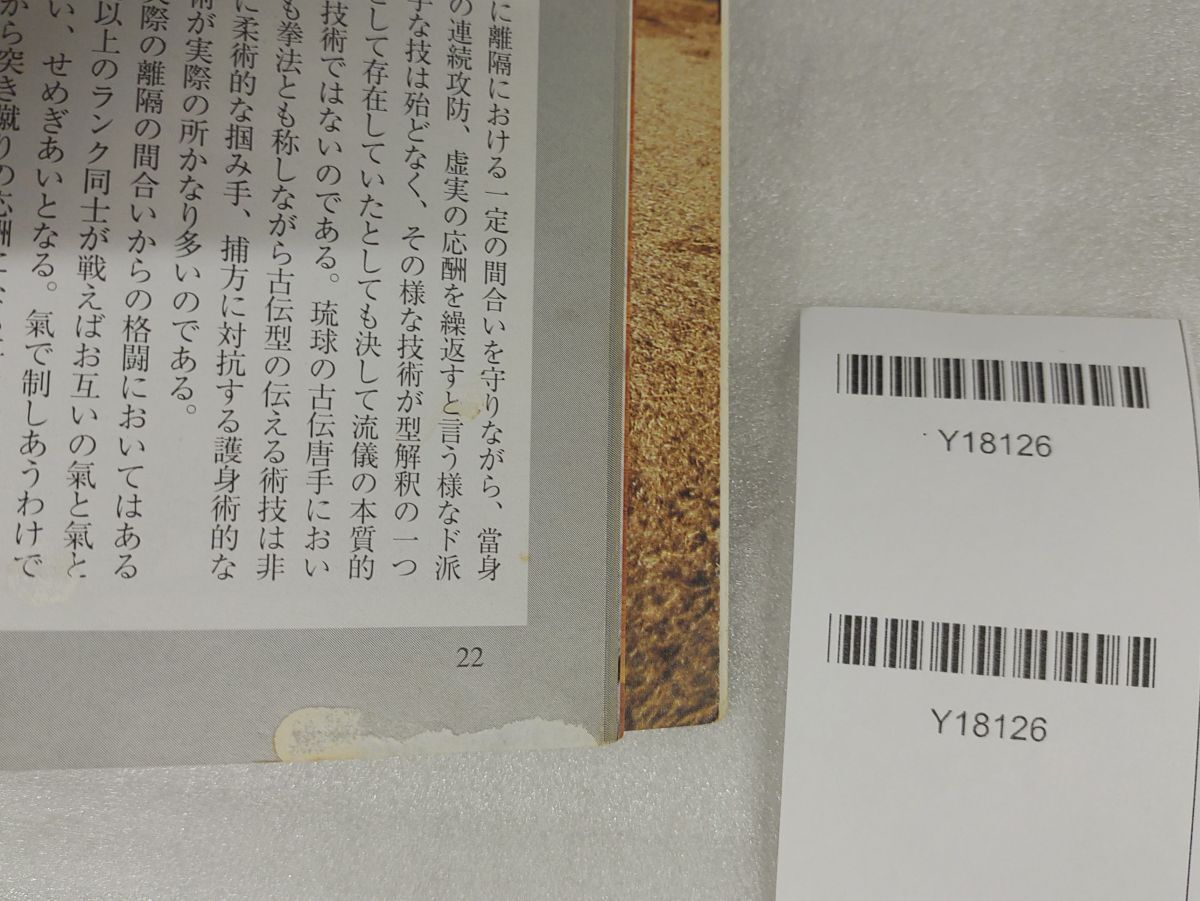 に離隔における一定の間合いを守りながら、當身
の連続攻防、虚実の応酬を繰返すと言う様なド派
手な技は殆どなく、その様な技術が型解釈の一つ
として存在していたとしても決して流儀の本質的
技術ではないのである。琉球の古伝唐手におい
も拳法とも称しながら古伝型の伝える術技は非
に柔術的な掴み手、捕方に対抗する護身術的な
術が実際の所かなり多いのである。
実際の離隔の間合いからの格闘においてはある
以上のランク同士が戦えばお互いの氣と氣と
い、せめぎあいとなる。氣で制しあうわけで
から突き蹴りの応酬に
22
Y18126
Y18126